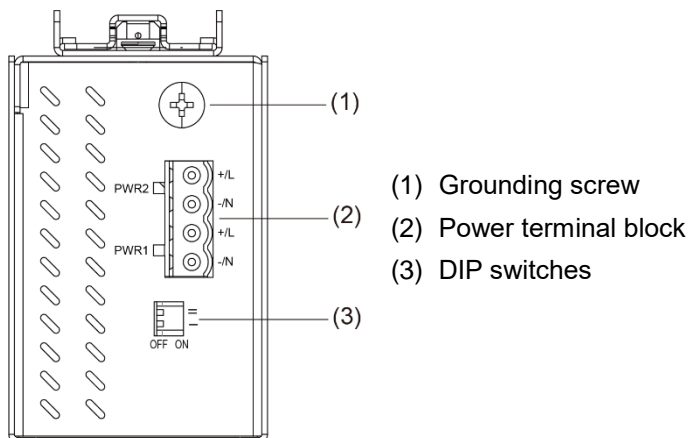 (1)
PWR2
+/L
-/N
(2)
+/L
PWR1
-/N
(3)
OFF ON
(1) Grounding screw
(2) Power terminal block
(3) DIP switches